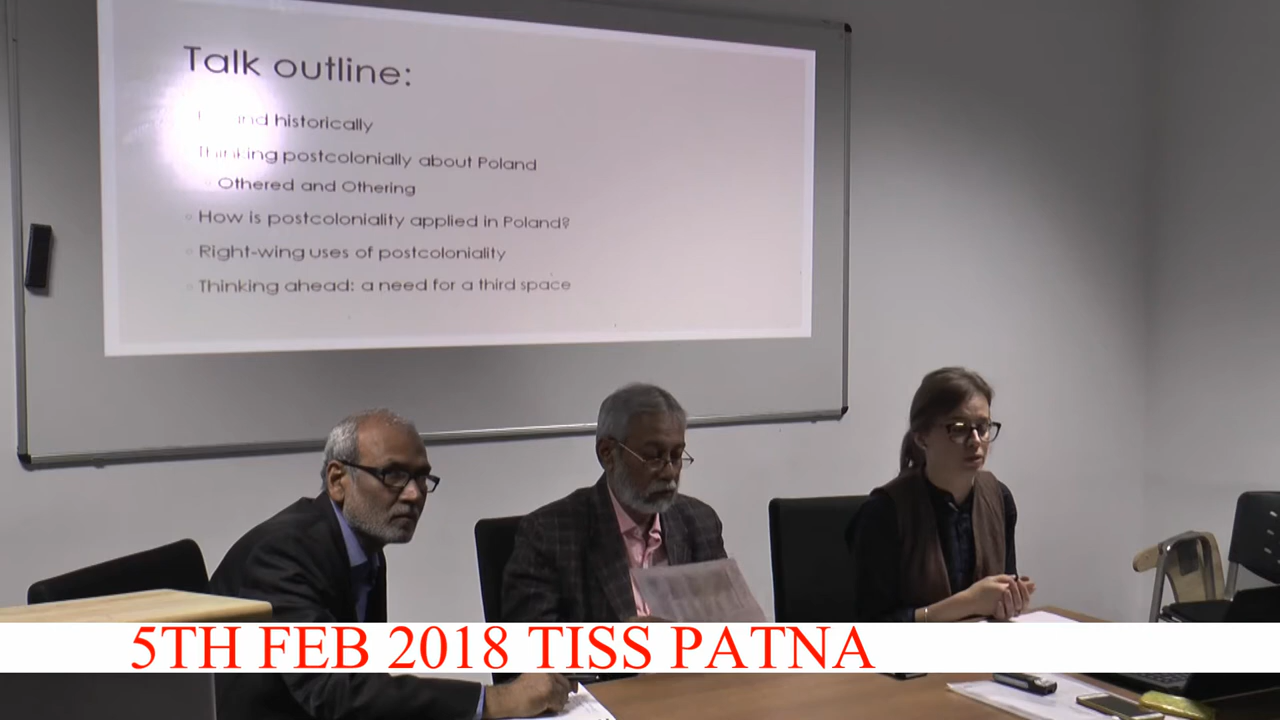 Talk outline:
historically
Thinking postcolonially about Poland
Othered and Othering
How is postcoloniality applied in Poland?
Right-wing uses of postcoloniality
Thinking ahead: a need for a third space
5TH FEB 2018 TISS PATNA